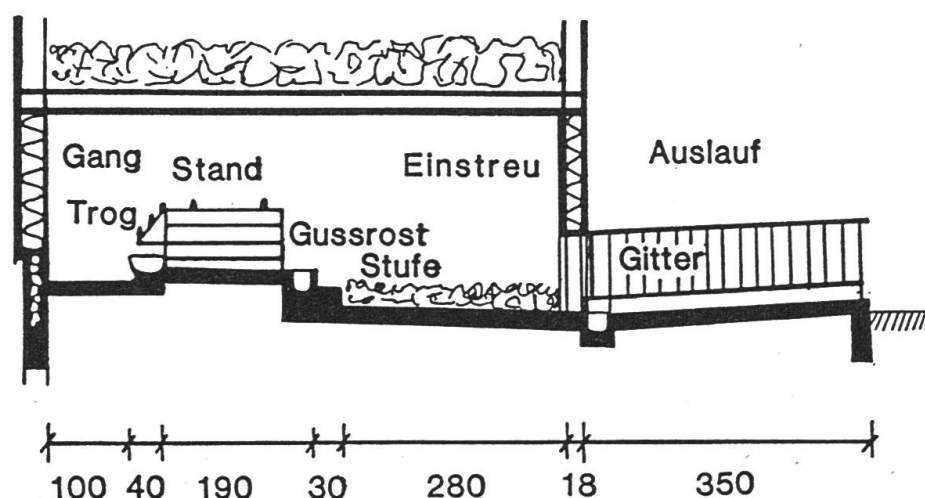 Gang
Stand
Einstreu
Auslauf
Trog
Gussrost
Stufe
Gitter
100 40 190 30 280 18 350